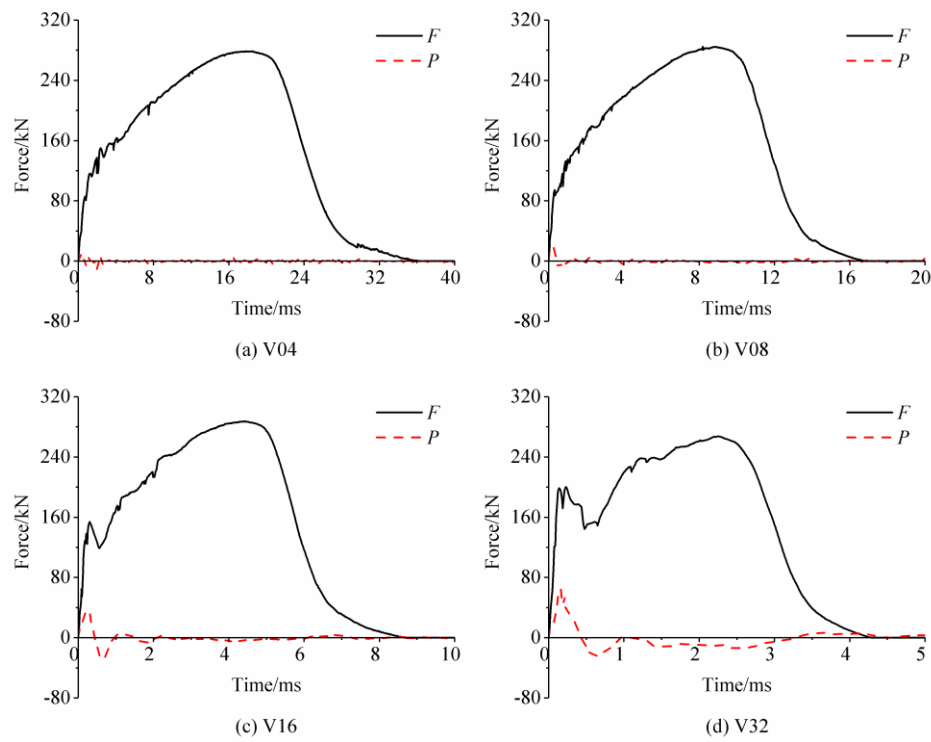 320
240
160
80
0
-80
Force/kN
F
P
0 8 16 24 32 40
Time/ms
(a) V04
320
240
160
80
0
-80
Force/kN
F
P
0 4 8 12 16 20
Time/ms
(b) V08
320
240
160
80
0
-80
Force/kN
F
P
0 2 4 6 8 10
Time/ms
(c) V16
320
240
160
80
0
-80
Force/kN
F
P
0 1 2 3 4 5
Time/ms
(d) V32